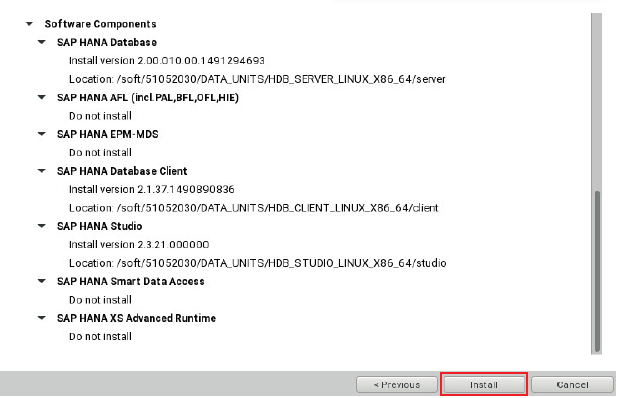 Software Components
SAP HANA Database
Install version 2.00.010.00.1491294693
Location: /soft/51052030/DATA_UNITS/HDB_SERVER_LINUX_X86_64/server
SAP HANA AFL (incl.PAL,BFL,OFL,HIE)
Do not install
SAP HANA EPM-MDS
Do not install
SAP HANA Database Client
Install version 2.1.37.1490890836
Location: /soft/51052030/DATA_UNITS/HDB_CLIENT_LINUX_X86_64/client
SAP HANA Studio
Install version 2.3.21.000000
Location: /soft/51052030/DATA_UNITS/HDB_STUDIO_LINUX_X86_64/studio
SAP HANA Smart Data Access
Do not install
SAP HANA XS Advanced Runtime
Do not install
< Previous Install Cancel